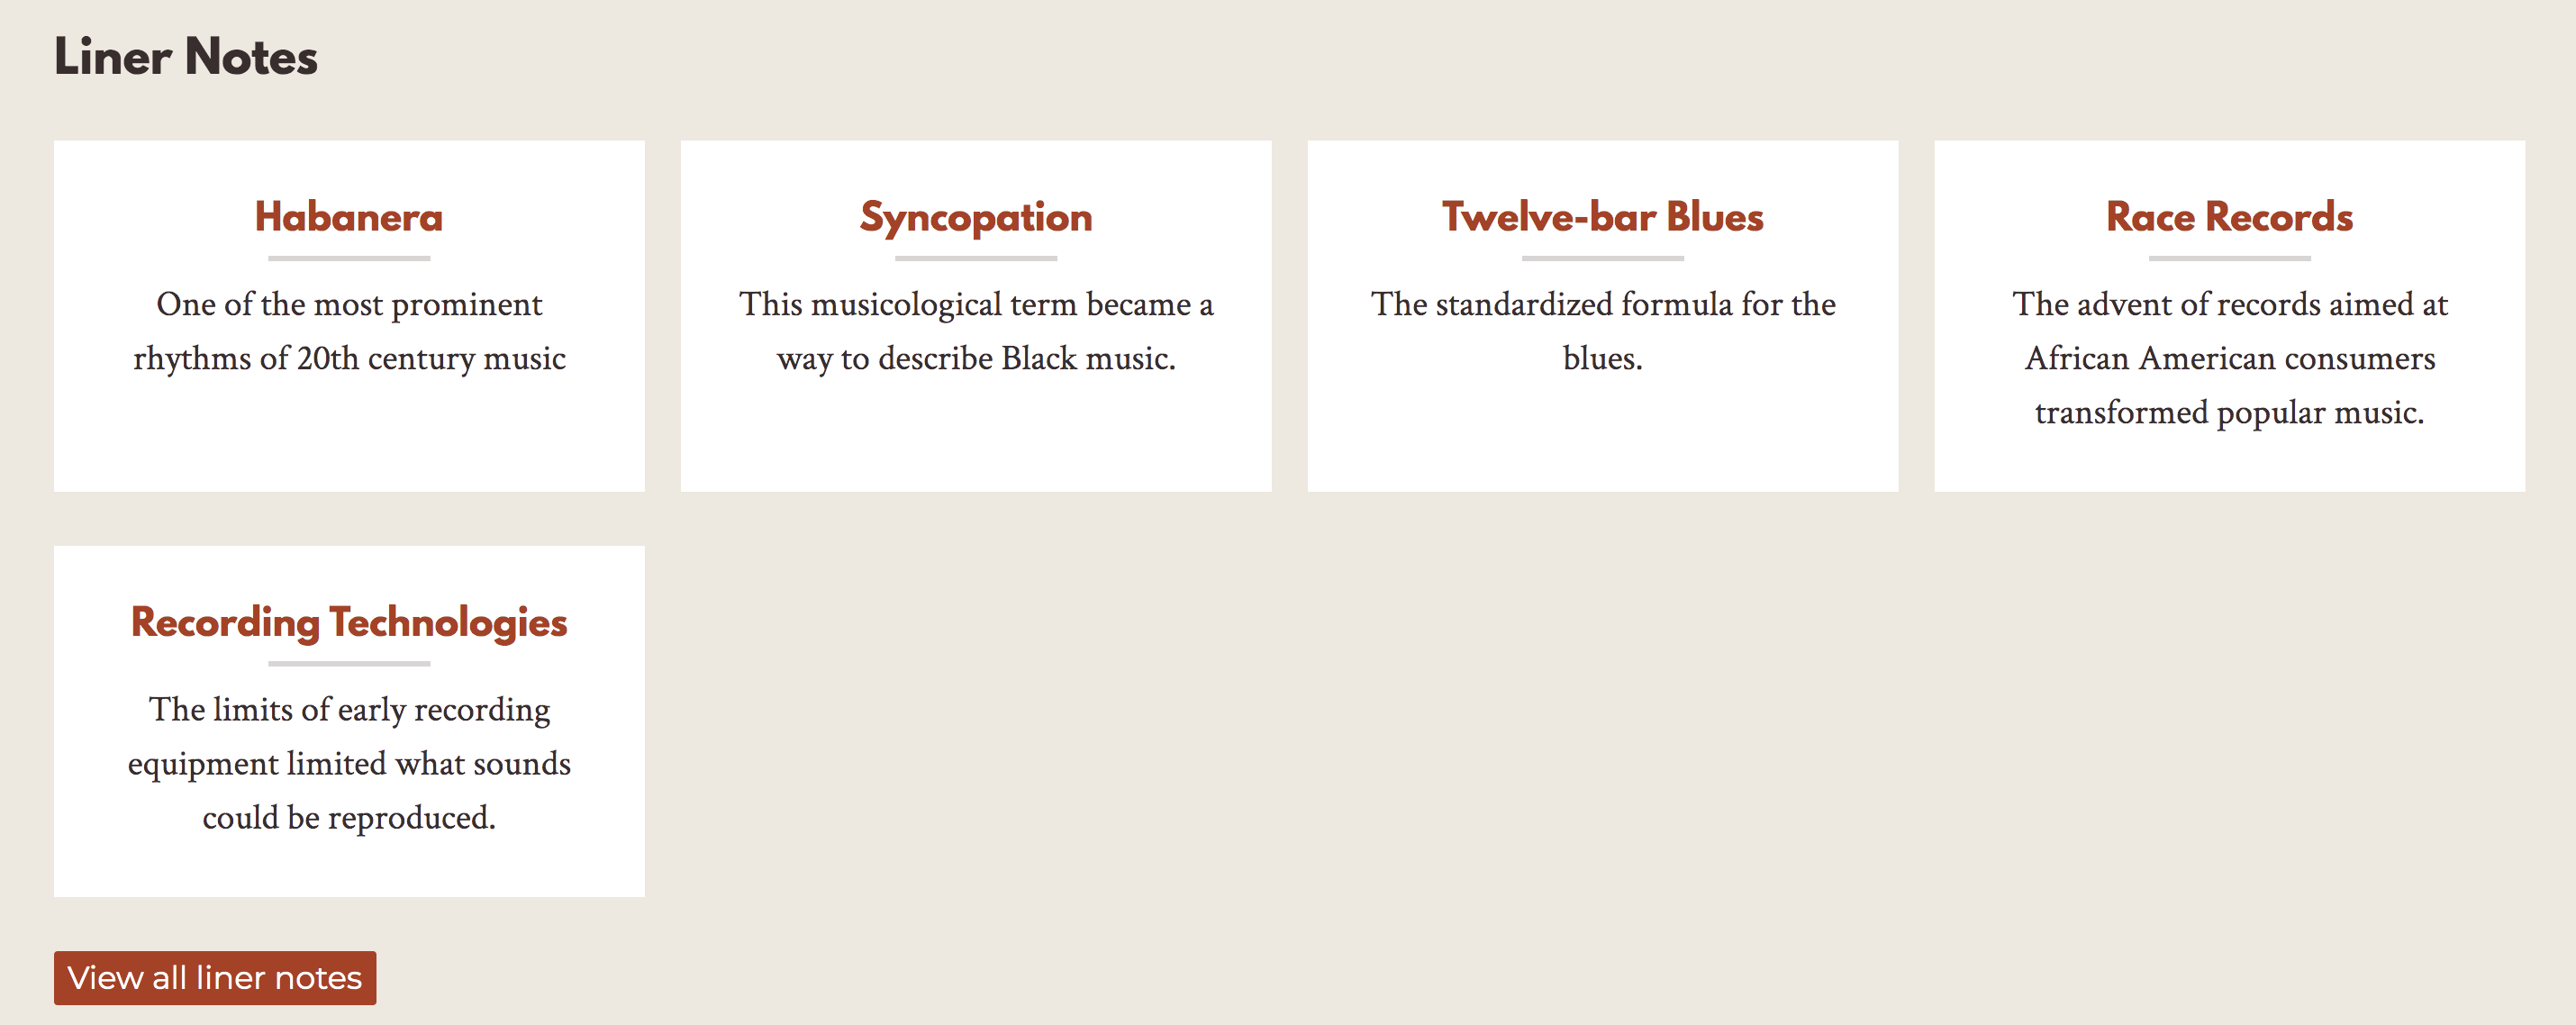 Liner Notes
Habanera
One of the most prominent
rhythms of 20th century music
Syncopation
This musicological term became a
way to describe Black music.
Twelve-bar Blues
The standardized formula for the
blues.
Race Records
The advent of records aimed at
African American consumers
transformed popular music.
Recording Technologies
The limits of early recording
equipment limited what sounds
could be reproduced.
View all liner notes